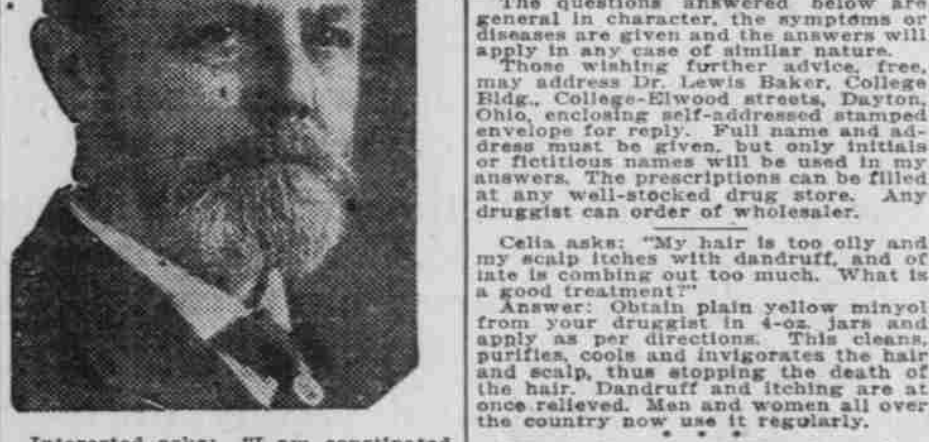 Interested asks: "I am constipated
The questions answered below are
general in character, the symptoms or
diseases are given and the answers will
apply in any case of similar nature.
Those wishing further advice, free,
may address Dr. Lewis Baker, College
Bldg., College-Elwood streets, Dayton,
Ohio, enclosing self-addressed stamped
envelope for reply. Full name and ad-
dress must be given, but only initials
or fictitious names will be used in my
answers. The prescriptions can be filled
at any well-stocked drug store. Any
druggist can order of wholesaler.
Celia asks: "My hair is too oily and
my scalp itches with dandruff, and of
late is combing out too much. What is
a good treatment?"
Answer: Obtain plain yellow minyol
from your druggist in 4-oz. jars and
apply as per directions. This cleans,
purifies, cools and invigorates the hair
and scalp, thus stopping the death of
the hair. Dandruff and itching are at
once relieved. Men and women all over
the country now use it regularly.
* * *